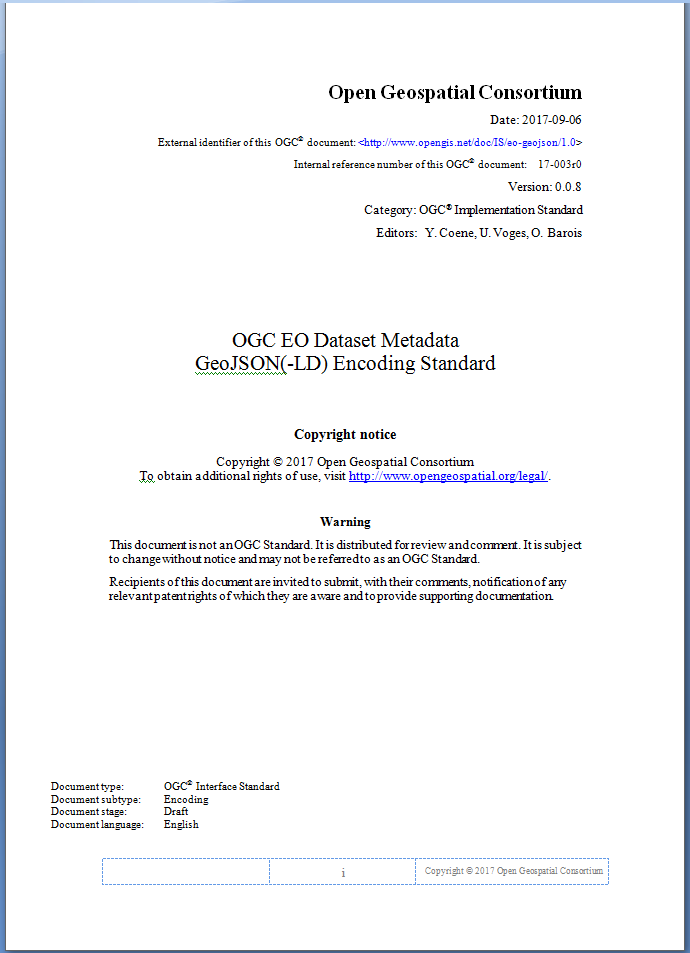 Open Geospatial Consortium
Date: 2017-09-06
External identifier of this OGC® document: <http://www.opengis.net/doc/IS/eo-geojson/1.0>
Internal reference number of this OGC® document: 17-003r0
Version: 0.0.8
Category: OGC® Implementation Standard
Editors: Y. Coene, U. Voges, O. Barois
OGC EO Dataset Metadata
GeoJSON(-LD) Encoding Standard
Copyright notice
Copyright © 2017 Open Geospatial Consortium
To obtain additional rights of use, visit http://www.opengeospatial.org/legal/.
Warning
This document is not an OGC Standard. It is distributed for review and comment. It is subject
to change without notice and may not be referred to as an OGC Standard.
Recipients of this document are invited to submit, with their comments, notification of any
relevant patent rights of which they are aware and to provide supporting documentation.
Document type: OGC® Interface Standard
Document subtype: Encoding
Document stage: Draft
Document language: English
i Copyright © 2017 Open Geospatial Consortium